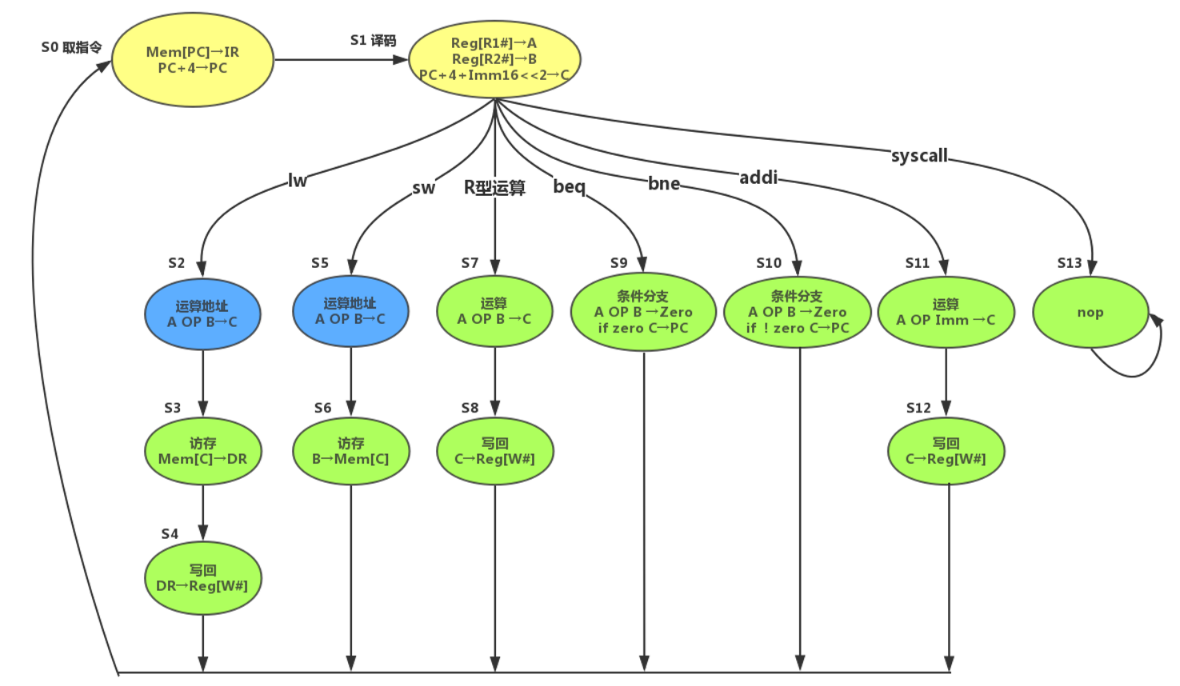 S0 取指令
Mem[PC]→IR
PC+4→PC
S1 译码
Reg[R1#]→A
Reg[R2#]→B
PC+4+Imm16<<2→C
lw
sw
R型运算
beq
bne
addi
syscall
S2
运算地址
A OP B→C
S5
运算地址
A OP B→C
S7
运算
A OP B →C
S9
条件分支
A OP B →Zero
if zero C→PC
S10
条件分支
A OP B →Zero
if ! zero C→PC
S11
运算
A OP Imm →C
S13
nop
S3
访存
Mem[C]→DR
S6
访存
B→Mem[C]
S8
写回
C→Reg[W#]
S12
写回
C→Reg[W#]
S4
写回
DR→Reg[W#]